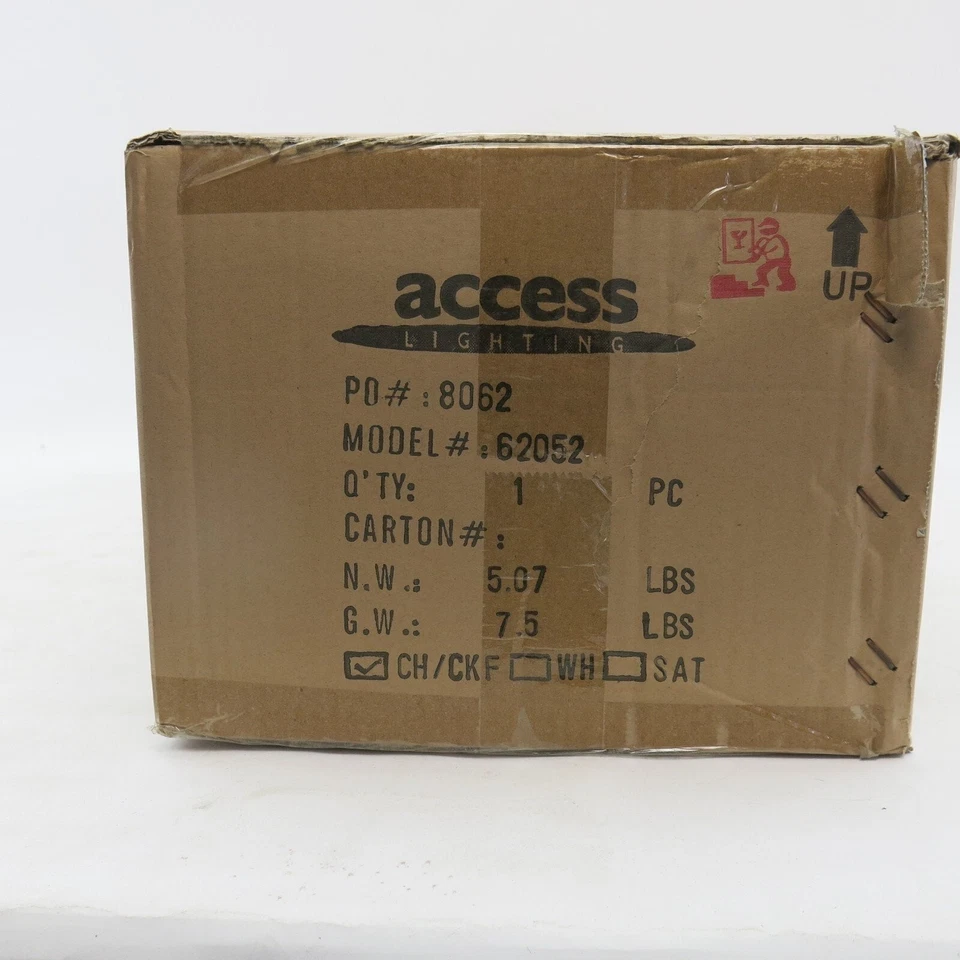 access
LIGHTING
UP
PO#:8062
MODEL#:62052
Q'TY: 1 PC
CARTON#:
N.W.: 5.07 LBS
G.W.: 7.5 LBS
CH/CKF WH SAT